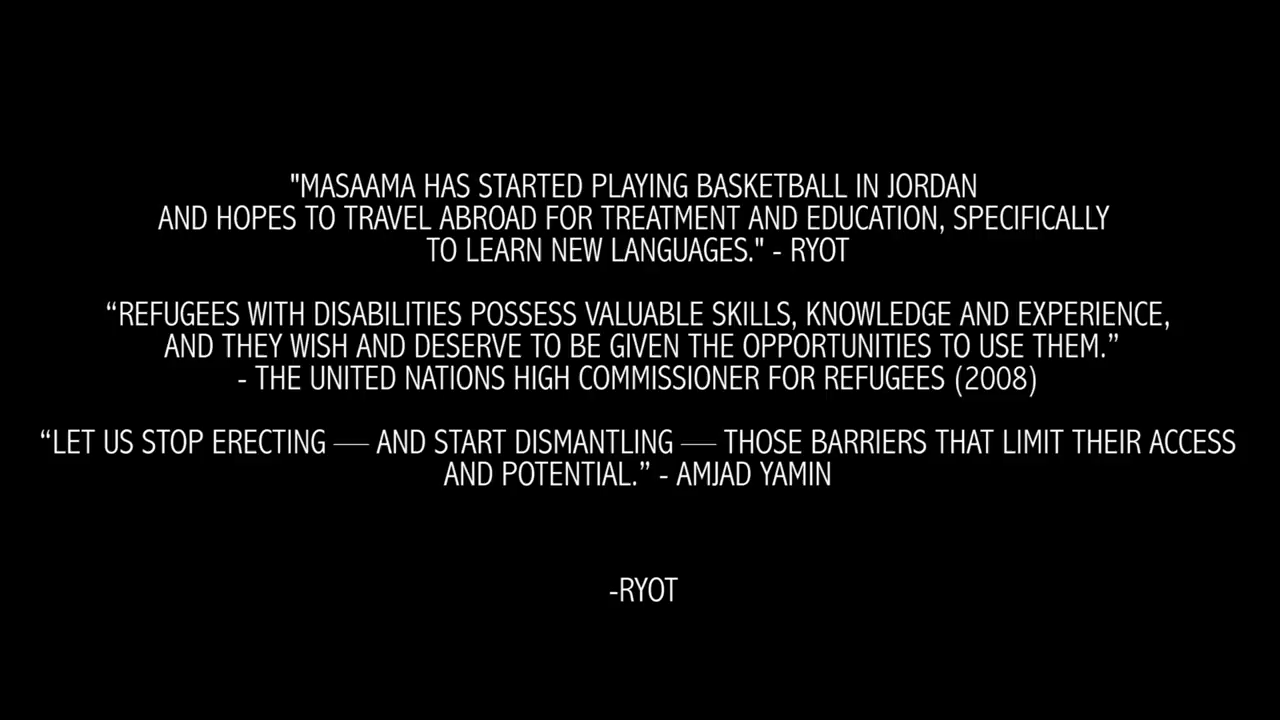 "MASAAMA HAS STARTED PLAYING BASKETBALL IN JORDAN
AND HOPES TO TRAVEL ABROAD FOR TREATMENT AND EDUCATION, SPECIFICALLY
TO LEARN NEW LANGUAGES." - RYOT
“REFUGEES WITH DISABILITIES POSSESS VALUABLE SKILLS, KNOWLEDGE AND EXPERIENCE,
AND THEY WISH AND DESERVE TO BE GIVEN THE OPPORTUNITIES TO USE THEM.”
- THE UNITED NATIONS HIGH COMMISSIONER FOR REFUGEES (2008)
“LET US STOP ERECTING — AND START DISMANTLING — THOSE BARRIERS THAT LIMIT THEIR ACCESS
AND POTENTIAL.” - AMJAD YAMIN
-RYOT